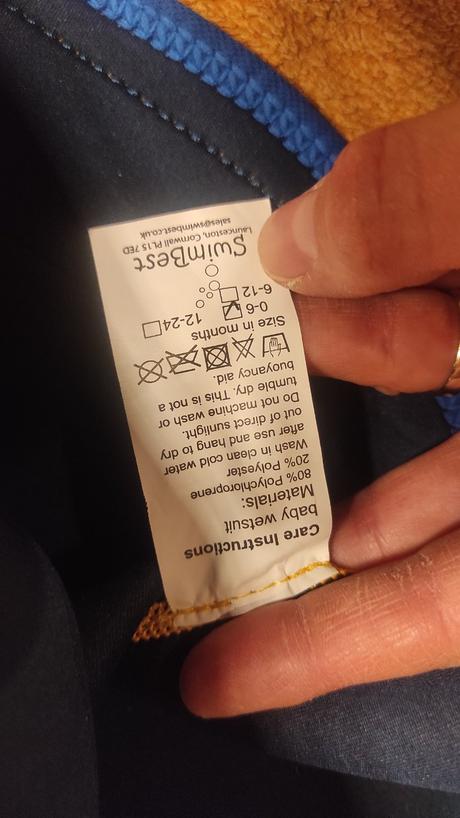 Care Instructions
baby wetsuit
Materials:
80% Polychloroprene
20% Polyester
Wash in clean cold water
after use and hang to dry
out of direct sunlight.
Do not machine wash or
tumble dry. This is not a
buoyancy aid.
Size in months
0-6 12-24
6-12
SwimBest
Launceston, Cornwall PL15 7ED
sales@swimbest.co.uk